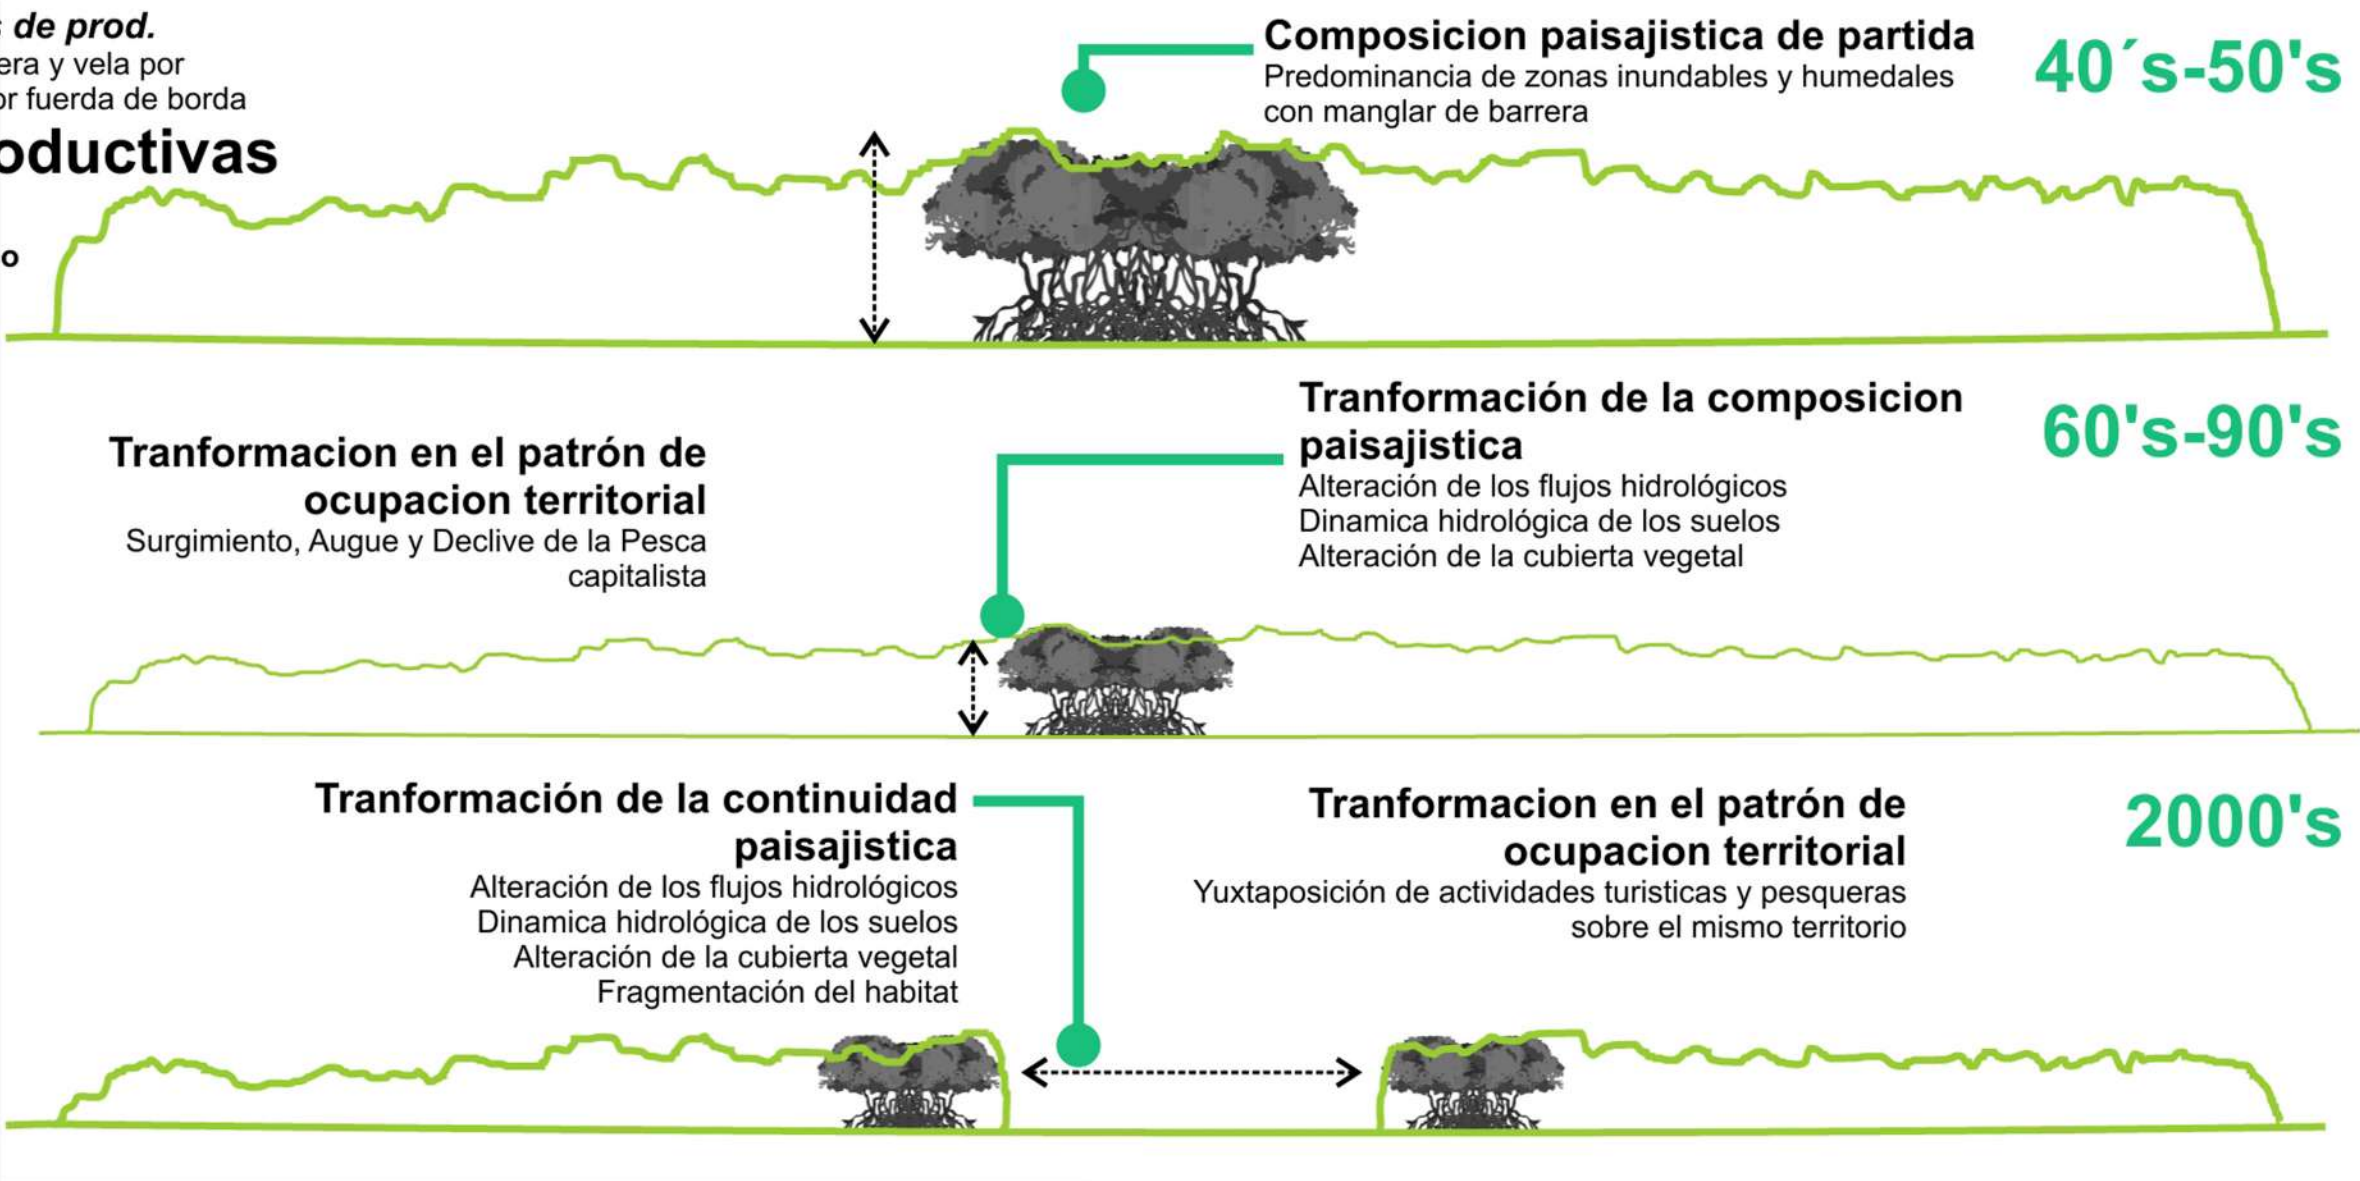 de prod.
era y vela por
or fuerda de borda
oductivas
o
Composicion paisajistica de partida
Predominancia de zonas inundables y humedales
con manglar de barrera
40´s-50's
Tranformacion en el patrón de
ocupacion territorial
Surgimiento, Augue y Declive de la Pesca
capitalista
Tranformación de la composicion
paisajistica
Alteración de los flujos hidrológicos
Dinamica hidrológica de los suelos
Alteración de la cubierta vegetal
60's-90's
Tranformación de la continuidad
paisajistica
Alteración de los flujos hidrológicos
Dinamica hidrológica de los suelos
Alteración de la cubierta vegetal
Fragmentación del habitat
Tranformacion en el patrón de
ocupacion territorial
Yuxtaposición de actividades turisticas y pesqueras
sobre el mismo territorio
2000's